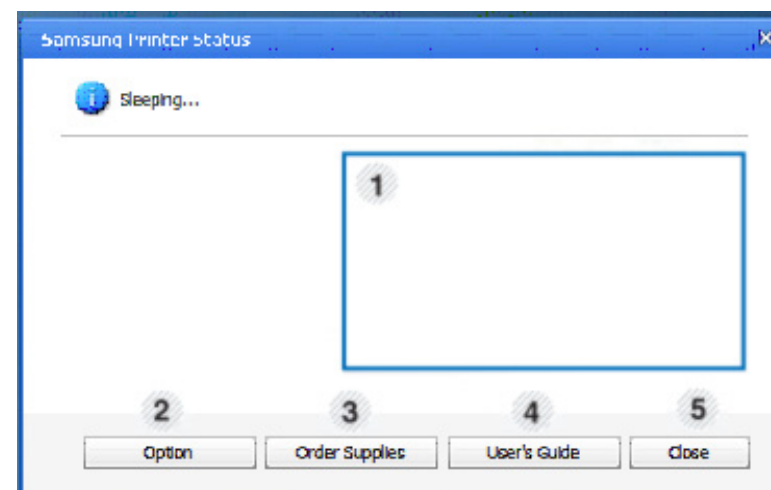 Samsung Printer Status
Sleeping...
1
2 3 4 5
Option Order Supplies User's Guide Close